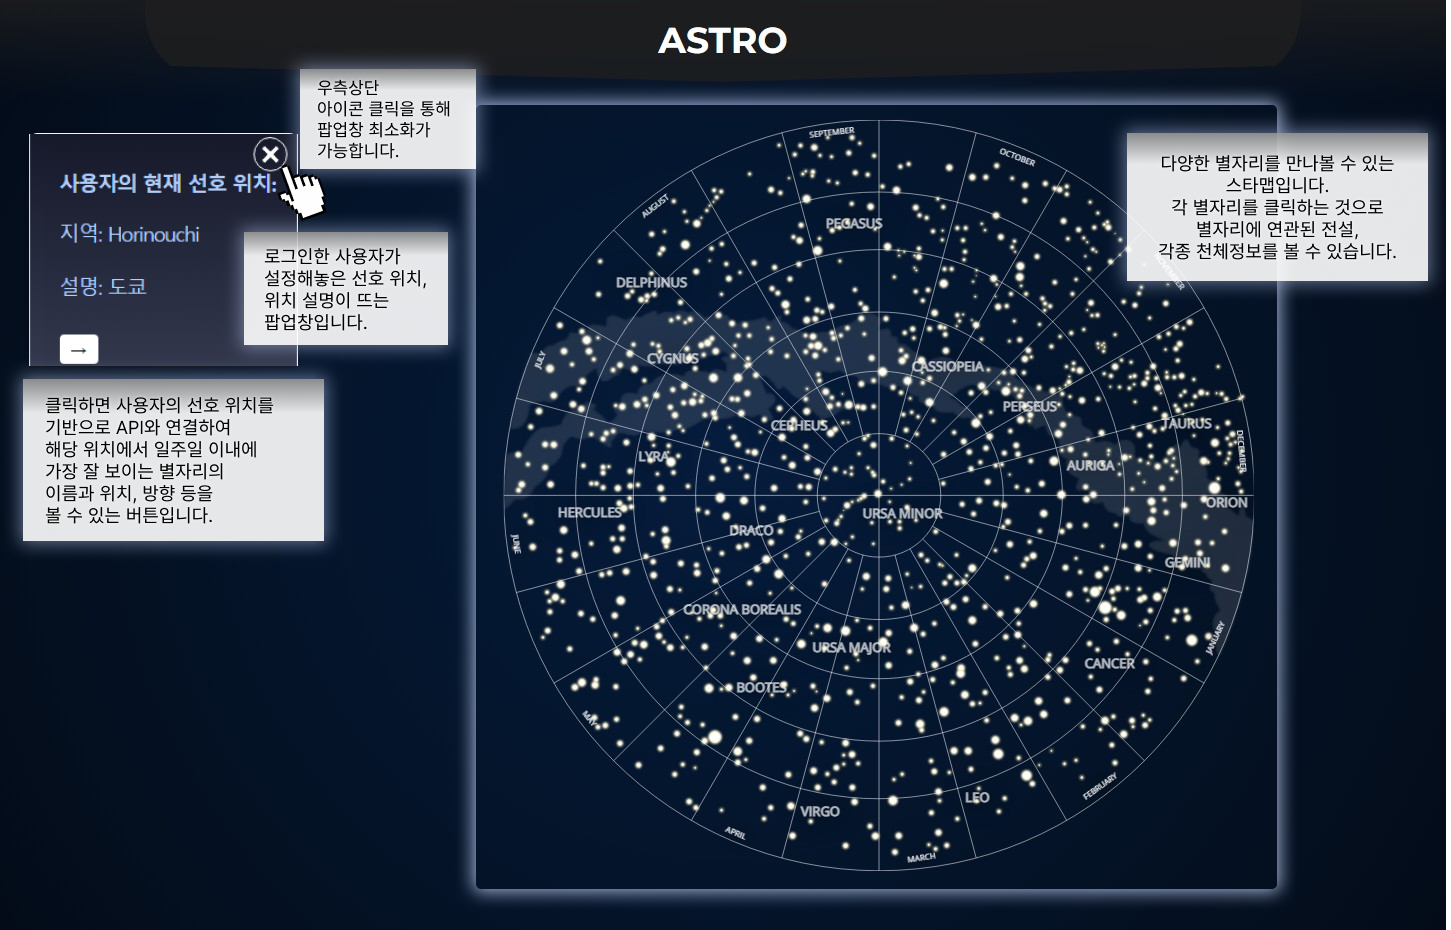 ASTRO
우측상단
아이콘 클릭을 통해
팝업창 최소화가
가능합니다.
사용자의 현재 선호 위치:
지역: Horinouchi
설명: 도쿄
→
로그인한 사용자가
설정해놓은 선호 위치,
위치 설명이 뜨는
팝업창입니다.
클릭하면 사용자의 선호 위치를
기반으로 API와 연결하여
해당 위치에서 일주일 이내에
가장 잘 보이는 별자리의
이름과 위치, 방향 등을
볼 수 있는 버튼입니다.
다양한 별자리를 만나볼 수 있는
스타맵입니다.
각 별자리를 클릭하는 것으로
별자리에 연관된 전설,
각종 천체정보를 볼 수 있습니다.
SEPTEMBER
OCTOBER
AUGUST
PEGASUS
NOVEMBER
DELPHINUS
JULY
CYGNUS
CASSIOPEIA
PERSEUS
CEPHEUS
TAURUS
DECEMBER
LYRA
AURIGA
ORION
HERCULES
URSA MINOR
DRACO
JUNE
GEMINI
CORONA BOREALIS
JANUARY
URSA MAJOR
CANCER
BOOTES
MAY
FEBRUARY
LEO
VIRGO
APRIL
MARCH